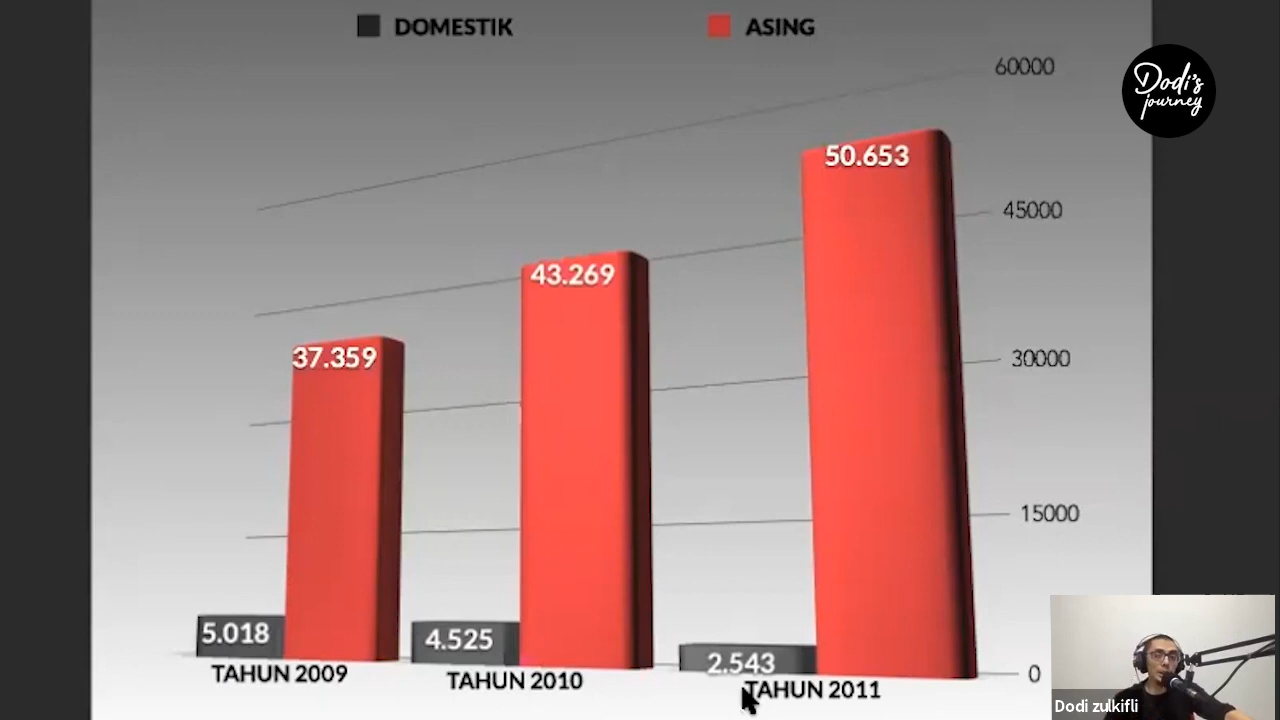 DOMESTIK
ASING
60000
Dodi's
journey
50.653
45000
43.269
37.359
30000
15000
5.018
4.525
2.543
0
TAHUN 2009
TAHUN 2010
TAHUN 2011
Dodi zulkifli